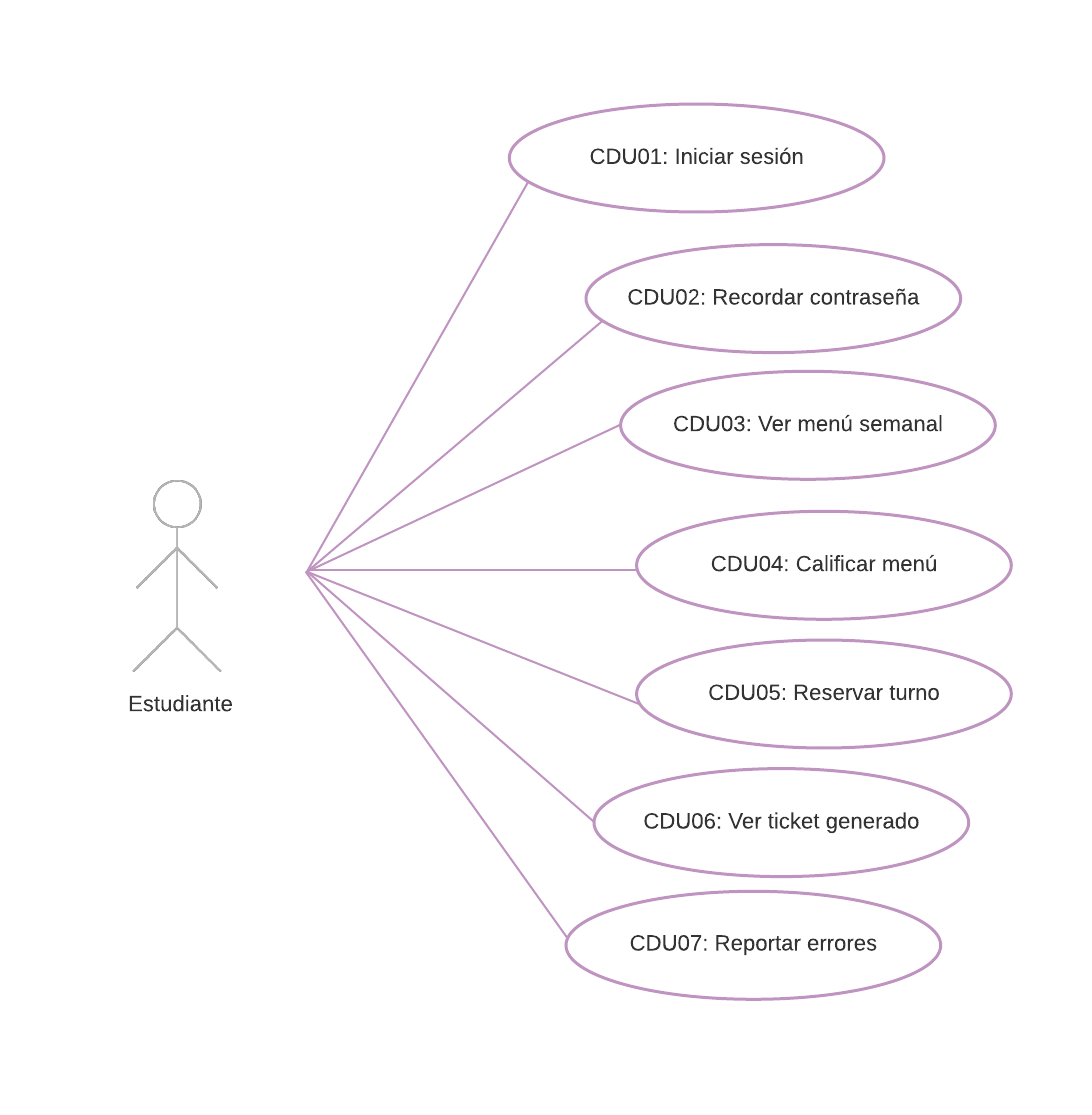 CDU01: Iniciar sesión
CDU02: Recordar contraseña
CDU03: Ver menú semanal
CDU04: Calificar menú
CDU05: Reservar turno
Estudiante
CDU06: Ver ticket generado
CDU07: Reportar errores